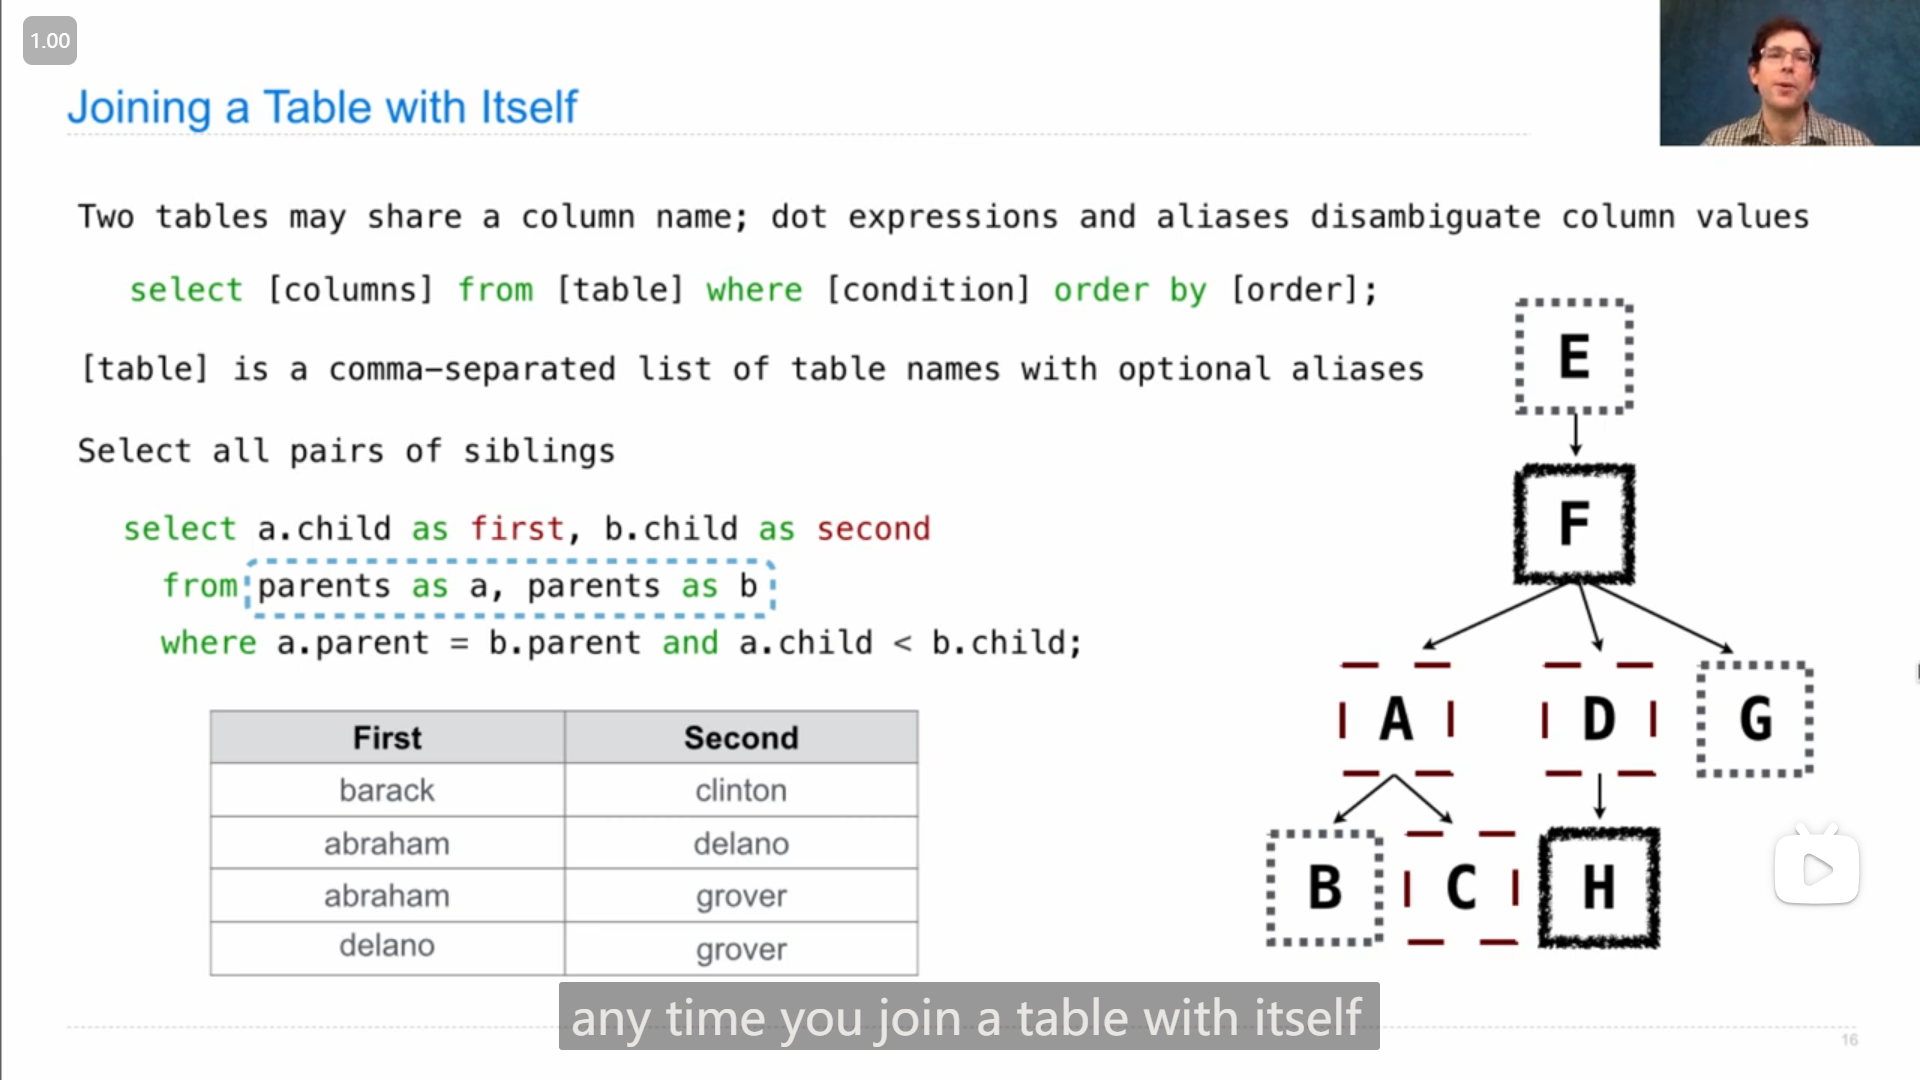 1.00
Joining a Table with Itself
Two tables may share a column name; dot expressions and aliases disambiguate column values
select [columns] from [table] where [condition] order by [order];
[table] is a comma-separated list of table names with optional aliases
Select all pairs of siblings
select a.child as first, b.child as second
from parents as a, parents as b
where a.parent = b.parent and a.child < b.child;
First Second
barack clinton
abraham delano
abraham grover
delano grover
E
F
A D G
B C H
any time you join a table with itself
16